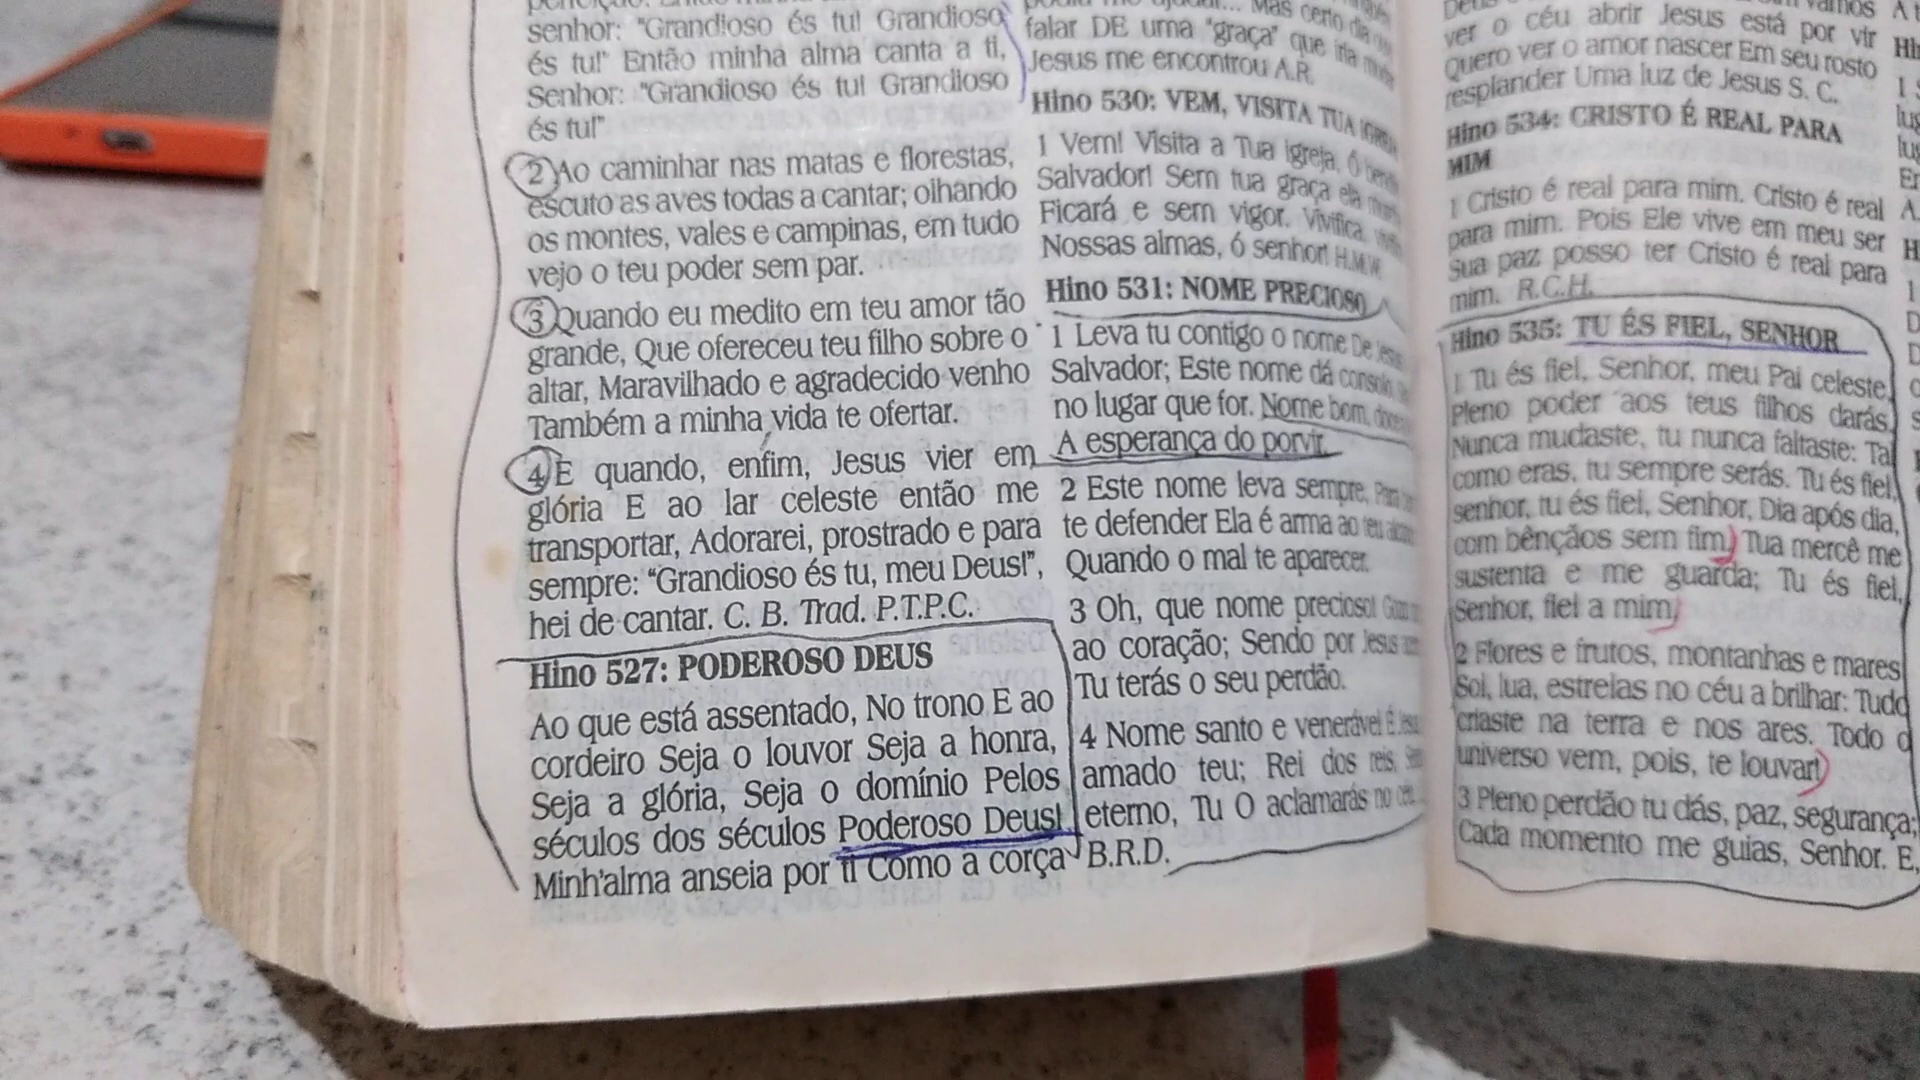 senhor: "Grandioso és tu! Grandioso
és tu!" Então minha alma canta a ti,
Senhor: "Grandioso és tu! Grandioso
és tu!"
2 Ao caminhar nas matas e florestas,
escuto as aves todas a cantar; olhando
os montes, vales e campinas, em tudo
vejo o teu poder sem par.
3 Quando eu medito em teu amor tão
grande, Que ofereceu teu filho sobre o
altar, Maravilhado e agradecido venho
Também a minha vida te ofertar.
4 E quando, enfim, Jesus vier em
glória E ao lar celeste então me
transportar, Adorarei, prostrado e para
sempre: "Grandioso és tu, meu Deus!",
hei de cantar. C. B. Trad. P.T.P.C.
Hino 527: PODEROSO DEUS
Ao que está assentado, No trono E ao
cordeiro Seja o louvor Seja a honra,
Seja a glória, Seja o domínio Pelos
séculos dos séculos Poderoso Deus!
Minh'alma anseia por ti Como a corça
Mas certo dia
falar DE uma "graça" que iria
Jesus me encontrou A.R.
Hino 530: VEM, VISITA TUA IGREJA
1 Vem! Visita a Tua Igreja, Ó
Salvador! Sem tua graça ela
Ficará e sem vigor. Vivifica,
Nossas almas, ó senhor! H.M.W.
Hino 531: NOME PRECIOSO
1 Leva tu contigo o nome De
Salvador; Este nome dá
no lugar que for. Nome bom,
A esperança do porvir.
2 Este nome leva sempre,
te defender Ela é arma ao teu
Quando o mal te aparecer.
3 Oh, que nome precioso!
ao coração; Sendo por Jesus
Tu terás o seu perdão.
4 Nome santo e venerável É
amado teu; Rei dos reis,
eterno, Tu O aclamarás no
B.R.D.
ver o céu abrir Jesus está por vir
Quero ver o amor nascer Em seu rosto
resplander Uma luz de Jesus S. C.
Hino 534: CRISTO É REAL PARA
MIM
1 Cristo é real para mim. Cristo é real
para mim. Pois Ele vive em meu ser
Sua paz posso ter Cristo é real para
mim. R.C.H.
Hino 535: TU ÉS FIEL, SENHOR
1 Tu és fiel, Senhor, meu Pai celeste,
Pleno poder aos teus filhos darás,
Nunca mudaste, tu nunca faltaste: Tal
como eras, tu sempre serás. Tu és fiel,
senhor, tu és fiel, Senhor, Dia após dia,
com bênçãos sem fim, Tua mercê me
sustenta e me guarda; Tu és fiel,
Senhor, fiel a mim
2 Flores e frutos, montanhas e mares
Sol, lua, estrelas no céu a brilhar: Tudo
criaste na terra e nos ares. Todo o
universo vem, pois, te louvar!
3 Pleno perdão tu dás, paz, segurança;
Cada momento me guias, Senhor. E,